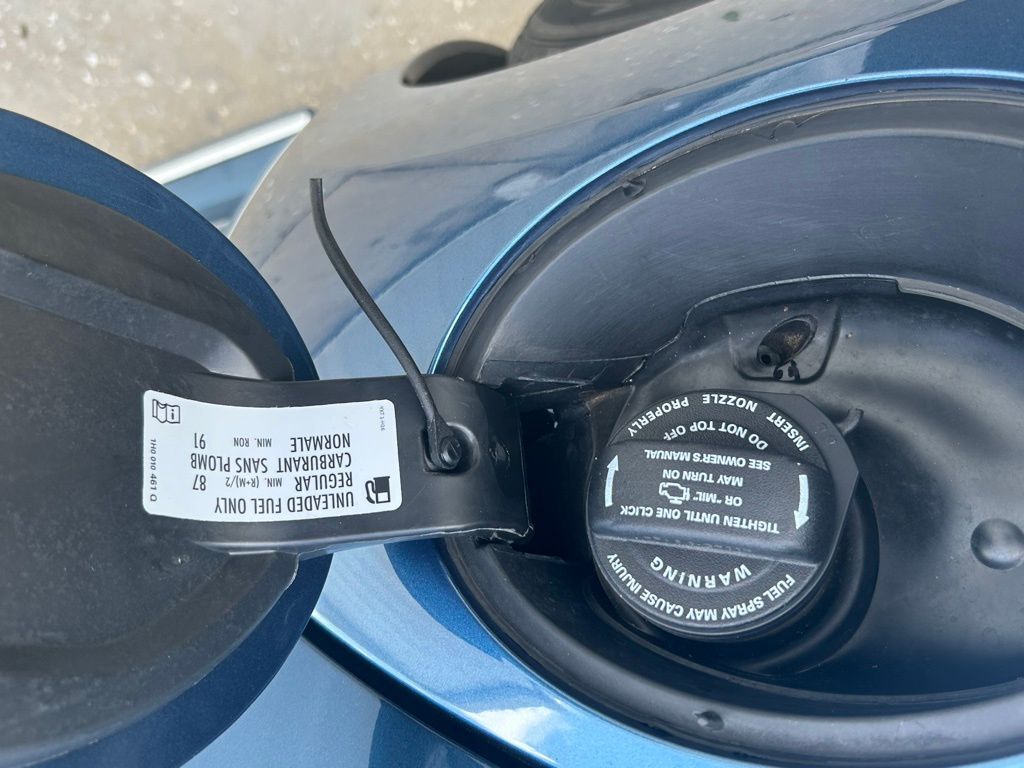 UNLEADED FUEL ONLY
REGULAR MIN. (R+M)/2 87
CARBURANT SANS PLOMB
NORMALE MIN. RON 91
1H0 010 461 G
INSERT NOZZLE PROPERLY
DO NOT TOP OFF
SEE OWNER'S MANUAL
MAY TURN ON
OR "MIL"
TIGHTEN UNTIL ONE CLICK
WARNING
FUEL SPRAY MAY CAUSE INJURY